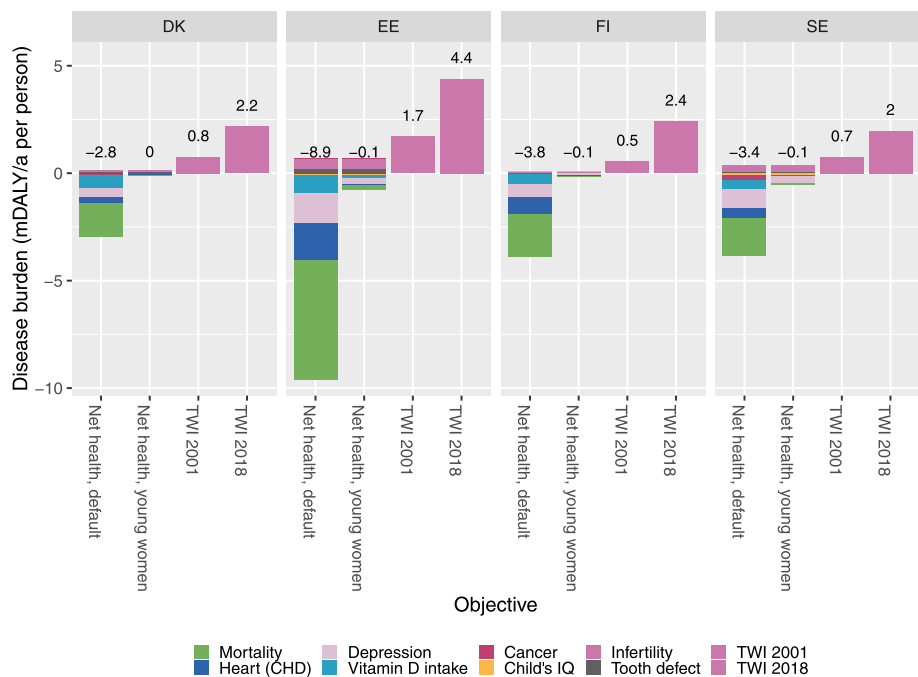 DK EE FI SE
Disease burden (mDALY/a per person)
5
0
−5
−10
−2.8 0 0.8 2.2
−8.9 −0.1 1.7 4.4
−3.8 −0.1 0.5 2.4
−3.4 −0.1 0.7 2
Net health, default
Net health, young women
TWI 2001
TWI 2018
Net health, default
Net health, young women
TWI 2001
TWI 2018
Net health, default
Net health, young women
TWI 2001
TWI 2018
Net health, default
Net health, young women
TWI 2001
TWI 2018
Objective
Mortality Depression Cancer Infertility TWI 2001
Heart (CHD) Vitamin D intake Child's IQ Tooth defect TWI 2018